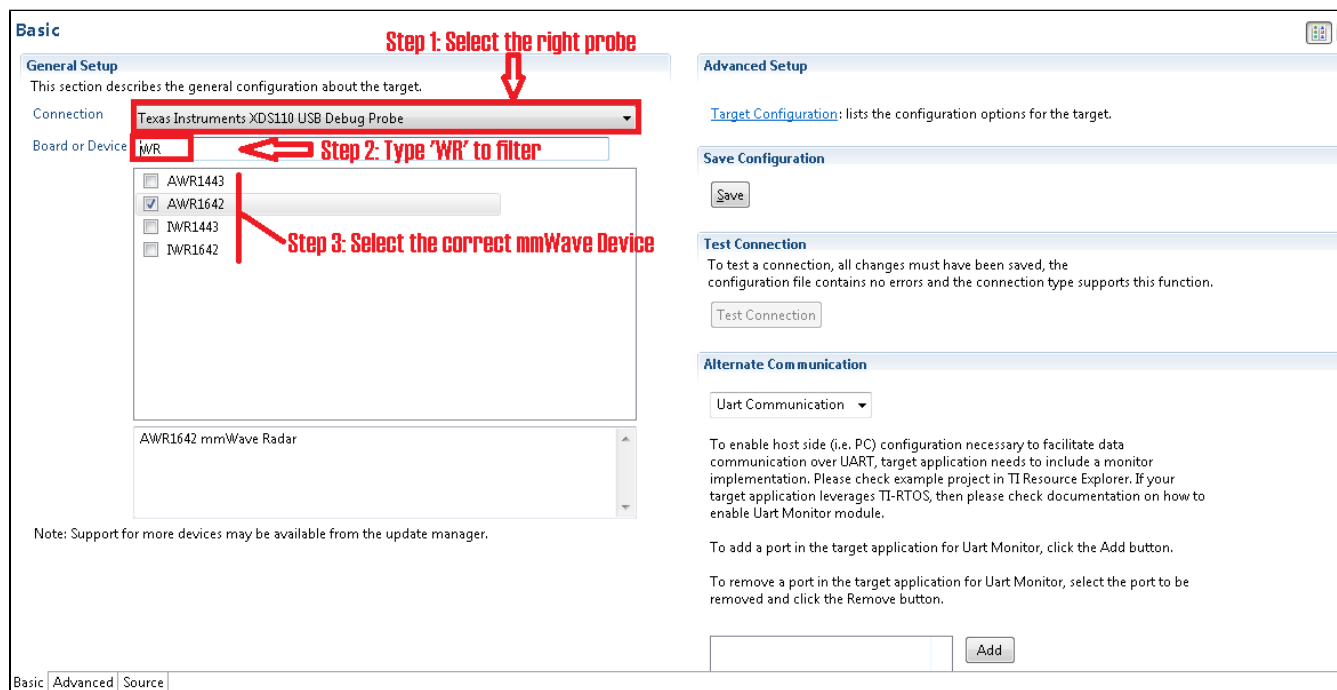 Basic
Step 1: Select the right probe
General Setup
This section describes the general configuration about the target.
Connection
Texas Instruments XDS110 USB Debug Probe
Board or Device
WR
Step 2: Type 'WR' to filter
AWR1443
AWR1642
IWR1443
IWR1642
Step 3: Select the correct mmWave Device
AWR1642 mmWave Radar
Note: Support for more devices may be available from the update manager.
Advanced Setup
Target Configuration: lists the configuration options for the target.
Save Configuration
Save
Test Connection
To test a connection, all changes must have been saved, the
configuration file contains no errors and the connection type supports this function.
Test Connection
Alternate Communication
Uart Communication
To enable host side (i.e. PC) configuration necessary to facilitate data
communication over UART, target application needs to include a monitor
implementation. Please check example project in TI Resource Explorer. If your
target application leverages TI-RTOS, then please check documentation on how to
enable Uart Monitor module.
To add a port in the target application for Uart Monitor, click the Add button.
To remove a port in the target application for Uart Monitor, select the port to be
removed and click the Remove button.
Add
Basic Advanced Source